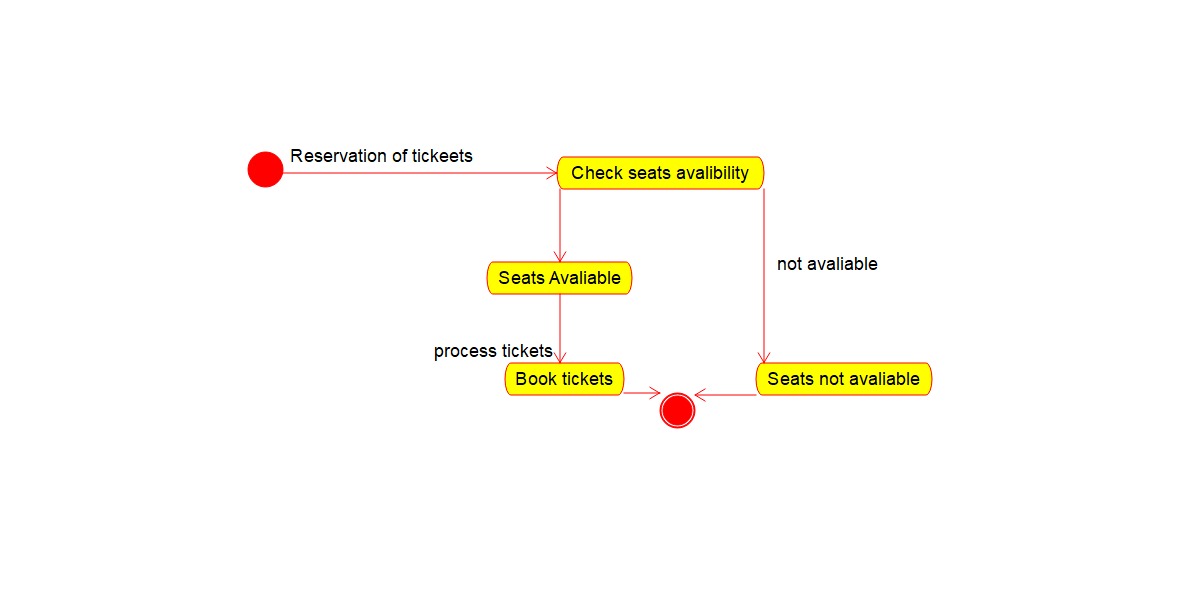 Reservation of tickeets
Check seats avalibility
not avaliable
Seats Avaliable
process tickets
Book tickets
Seats not avaliable